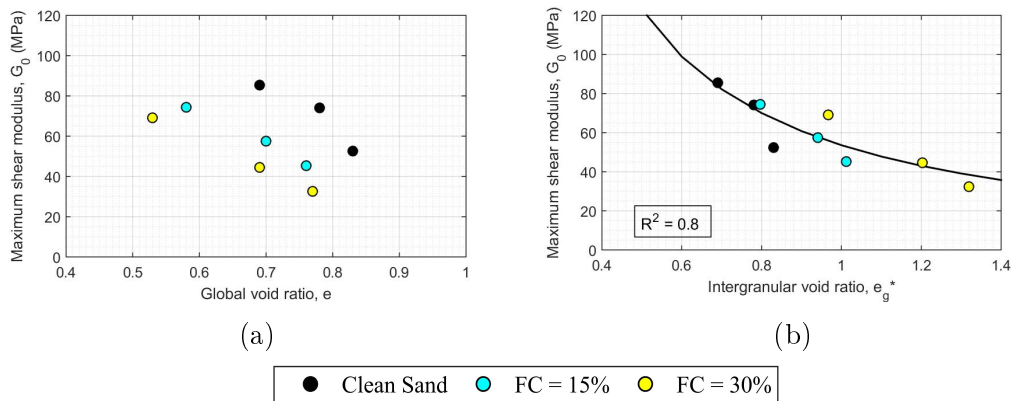 120
100
80
60
40
20
0
0.4 0.5 0.6 0.7 0.8 0.9 1
Maximum shear modulus, G0 (MPa)
Global void ratio, e
(a)
120
100
80
60
40
20
0
0.4 0.6 0.8 1 1.2 1.4
Maximum shear modulus, G0 (MPa)
R2 = 0.8
Intergranular void ratio, eg*
(b)
Clean Sand FC = 15% FC = 30%